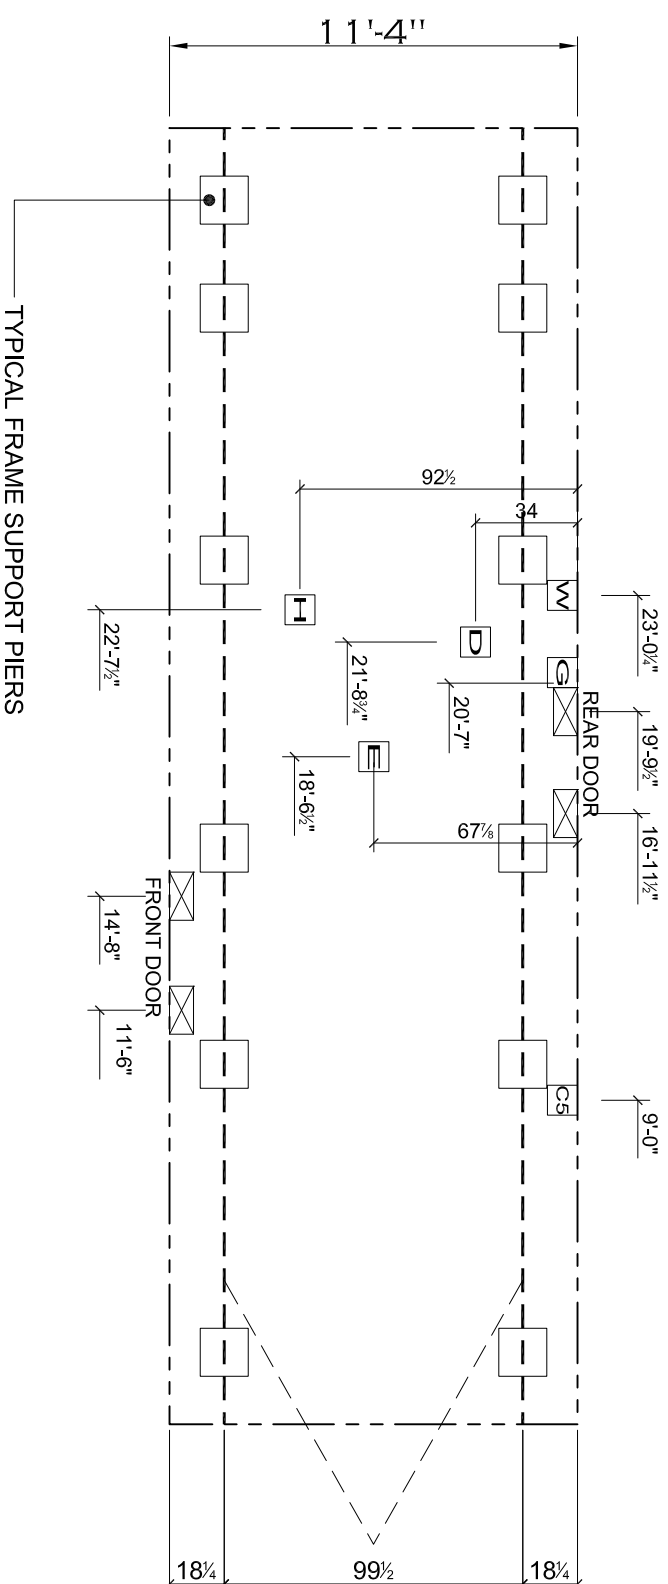 11'-4"
TYPICAL FRAME SUPPORT PIERS
92½
34
W
23'-0¼"
H
22'-7½"
D
21'-8¾"
G
20'-7"
REAR DOOR
19'-9½"
E
18'-6½"
67⅞
16'-11½"
FRONT DOOR
14'-8"
11'-6"
C5
9'-0"
18¼
99½
18¼